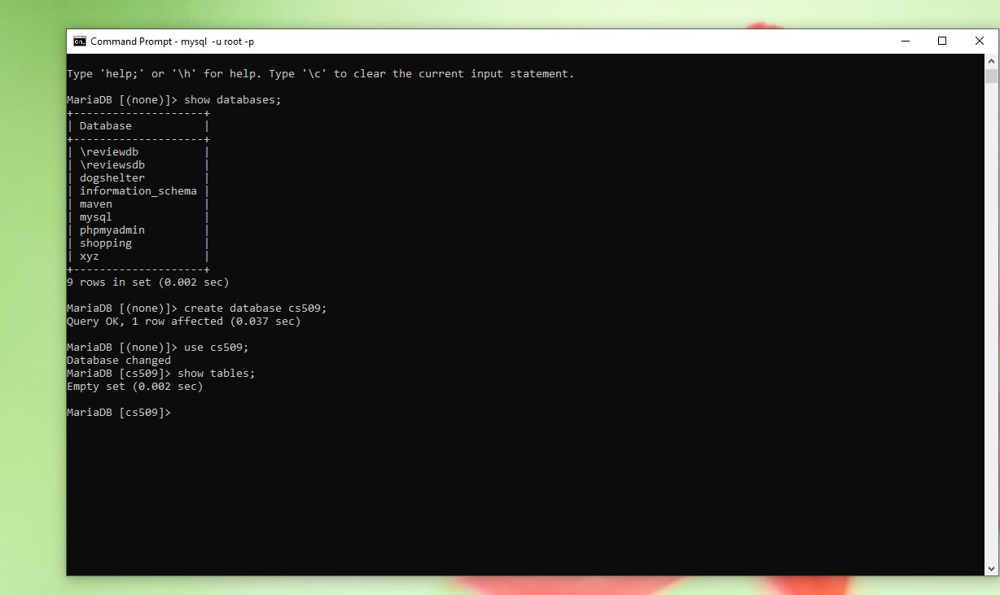 Command Prompt - mysql  -u root -p
Type 'help;' or '\h' for help. Type '\c' to clear the current input statement.
MariaDB [(none)]> show databases;
+--------------------+
| Database           |
+--------------------+
| \reviewdb          |
| \reviewsdb         |
| dogshelter         |
| information_schema |
| maven              |
| mysql              |
| phpmyadmin         |
| shopping           |
| xyz                |
+--------------------+
9 rows in set (0.002 sec)
MariaDB [(none)]> create database cs509;
Query OK, 1 row affected (0.037 sec)
MariaDB [(none)]> use cs509;
Database changed
MariaDB [cs509]> show tables;
Empty set (0.002 sec)
MariaDB [cs509]>